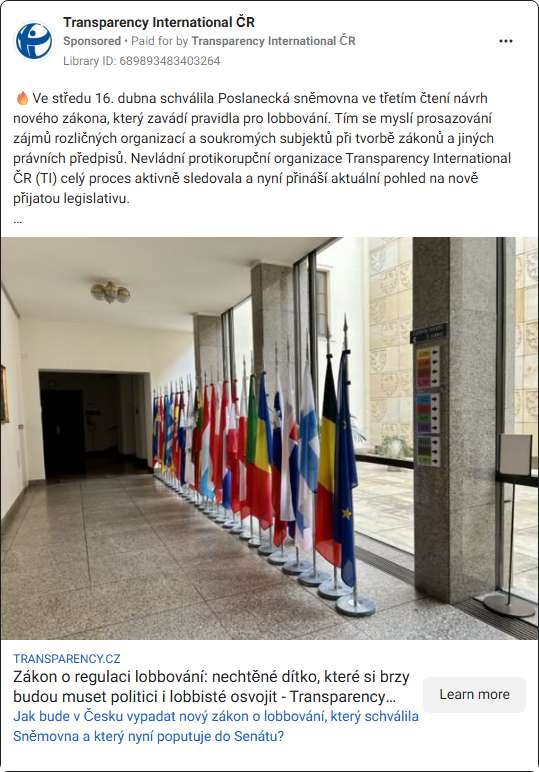 Transparency International ČR
Sponsored • Paid for by Transparency International ČR
Library ID: 689893483403264
🔥 Ve středu 16. dubna schválila Poslanecká sněmovna ve třetím čtení návrh
nového zákona, který zavádí pravidla pro lobbování. Tím se myslí prosazování
zájmů rozličných organizací a soukromých subjektů při tvorbě zákonů a jiných
právních předpisů. Nevládní protikorupční organizace Transparency International
ČR (TI) celý proces aktivně sledovala a nyní přináší aktuální pohled na nově
přijatou legislativu.
...
TRANSPARENCY.CZ
Zákon o regulaci lobbování: nechtěné dítko, které si brzy
budou muset politici i lobbisté osvojit - Transparency...
Learn more
Jak bude v Česku vypadat nový zákon o lobbování, který schválila
Sněmovna a který nyní poputuje do Senátu?